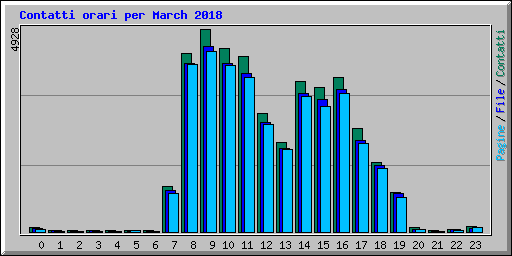 Contatti orari per March 2018
4928
Pagine / File / Contatti
0 1 2 3 4 5 6 7 8 9 10 11 12 13 14 15 16 17 18 19 20 21 22 23